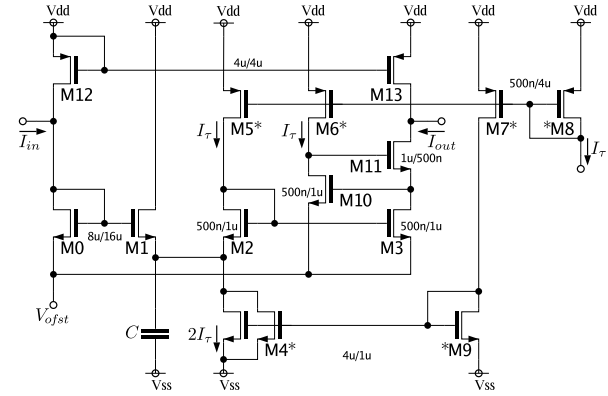 Vdd Vdd Vdd Vdd Vdd Vdd Vdd
4u/4u
M12 M13
500n/4u
M5* M6* M7* *M8
I_in I_τ I_τ I_out I_τ
M11 1u/500n
500n/1u M10
M0 8u/16u M1 500n/1u M2 M3 500n/1u
V_ofst
C 2I_τ M4* *M9
4u/1u
Vss Vss Vss